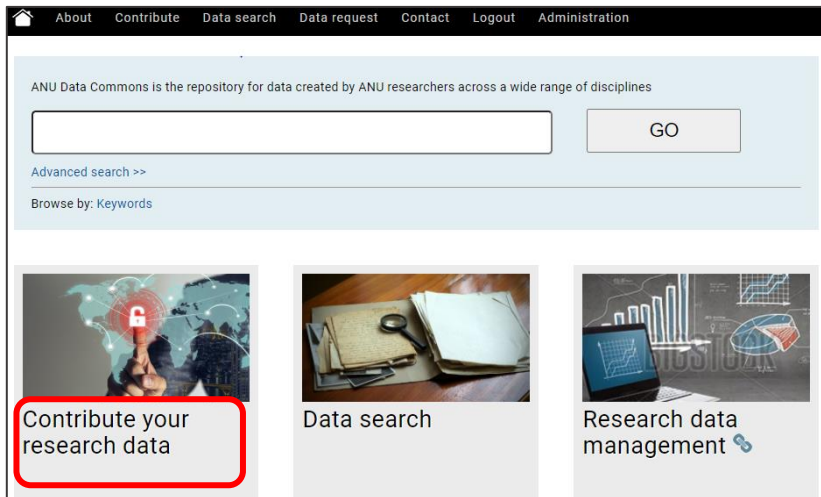 About Contribute Data search Data request Contact Logout Administration
ANU Data Commons is the repository for data created by ANU researchers across a wide range of disciplines
GO
Advanced search >>
Browse by: Keywords
Contribute your
research data
Data search
Research data
management